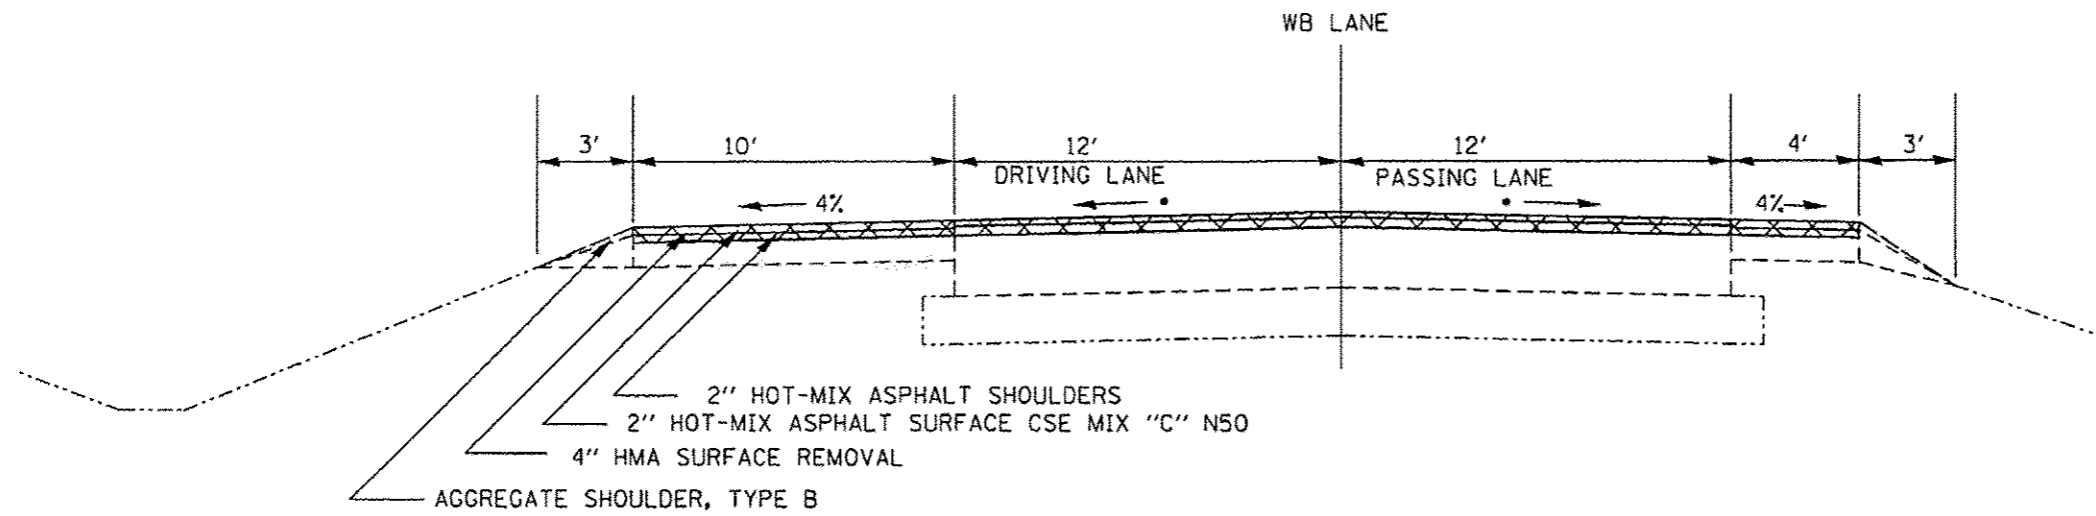 WB LANE
3' 10' 12' 12' 4' 3'
DRIVING LANE PASSING LANE
4% 4%
2" HOT-MIX ASPHALT SHOULDERS
2" HOT-MIX ASPHALT SURFACE CSE MIX "C" N50
4" HMA SURFACE REMOVAL
AGGREGATE SHOULDER, TYPE B